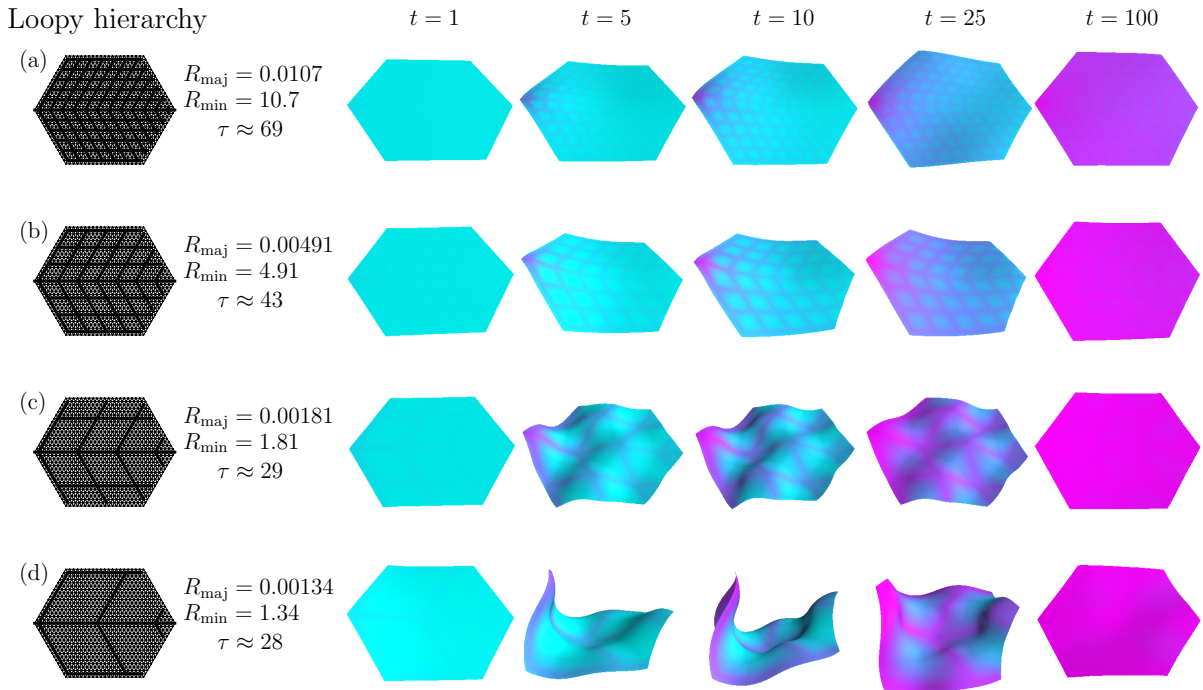 Loopy hierarchy
t = 1
t = 5
t = 10
t = 25
t = 100
(a)
R_maj = 0.0107
R_min = 10.7
τ ≈ 69
(b)
R_maj = 0.00491
R_min = 4.91
τ ≈ 43
(c)
R_maj = 0.00181
R_min = 1.81
τ ≈ 29
(d)
R_maj = 0.00134
R_min = 1.34
τ ≈ 28